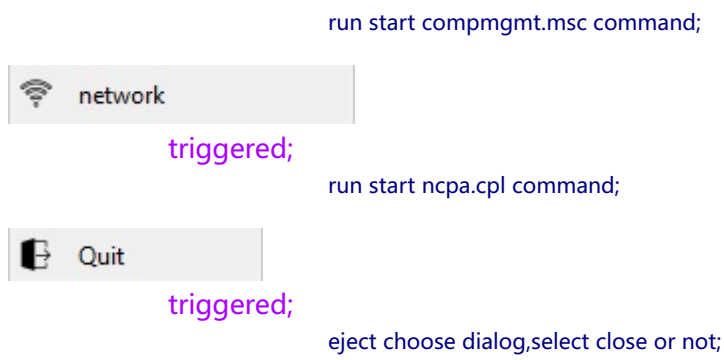 run start compmgmt.msc command;
network
triggered;
run start ncpa.cpl command;
Quit
triggered;
eject choose dialog,select close or not;